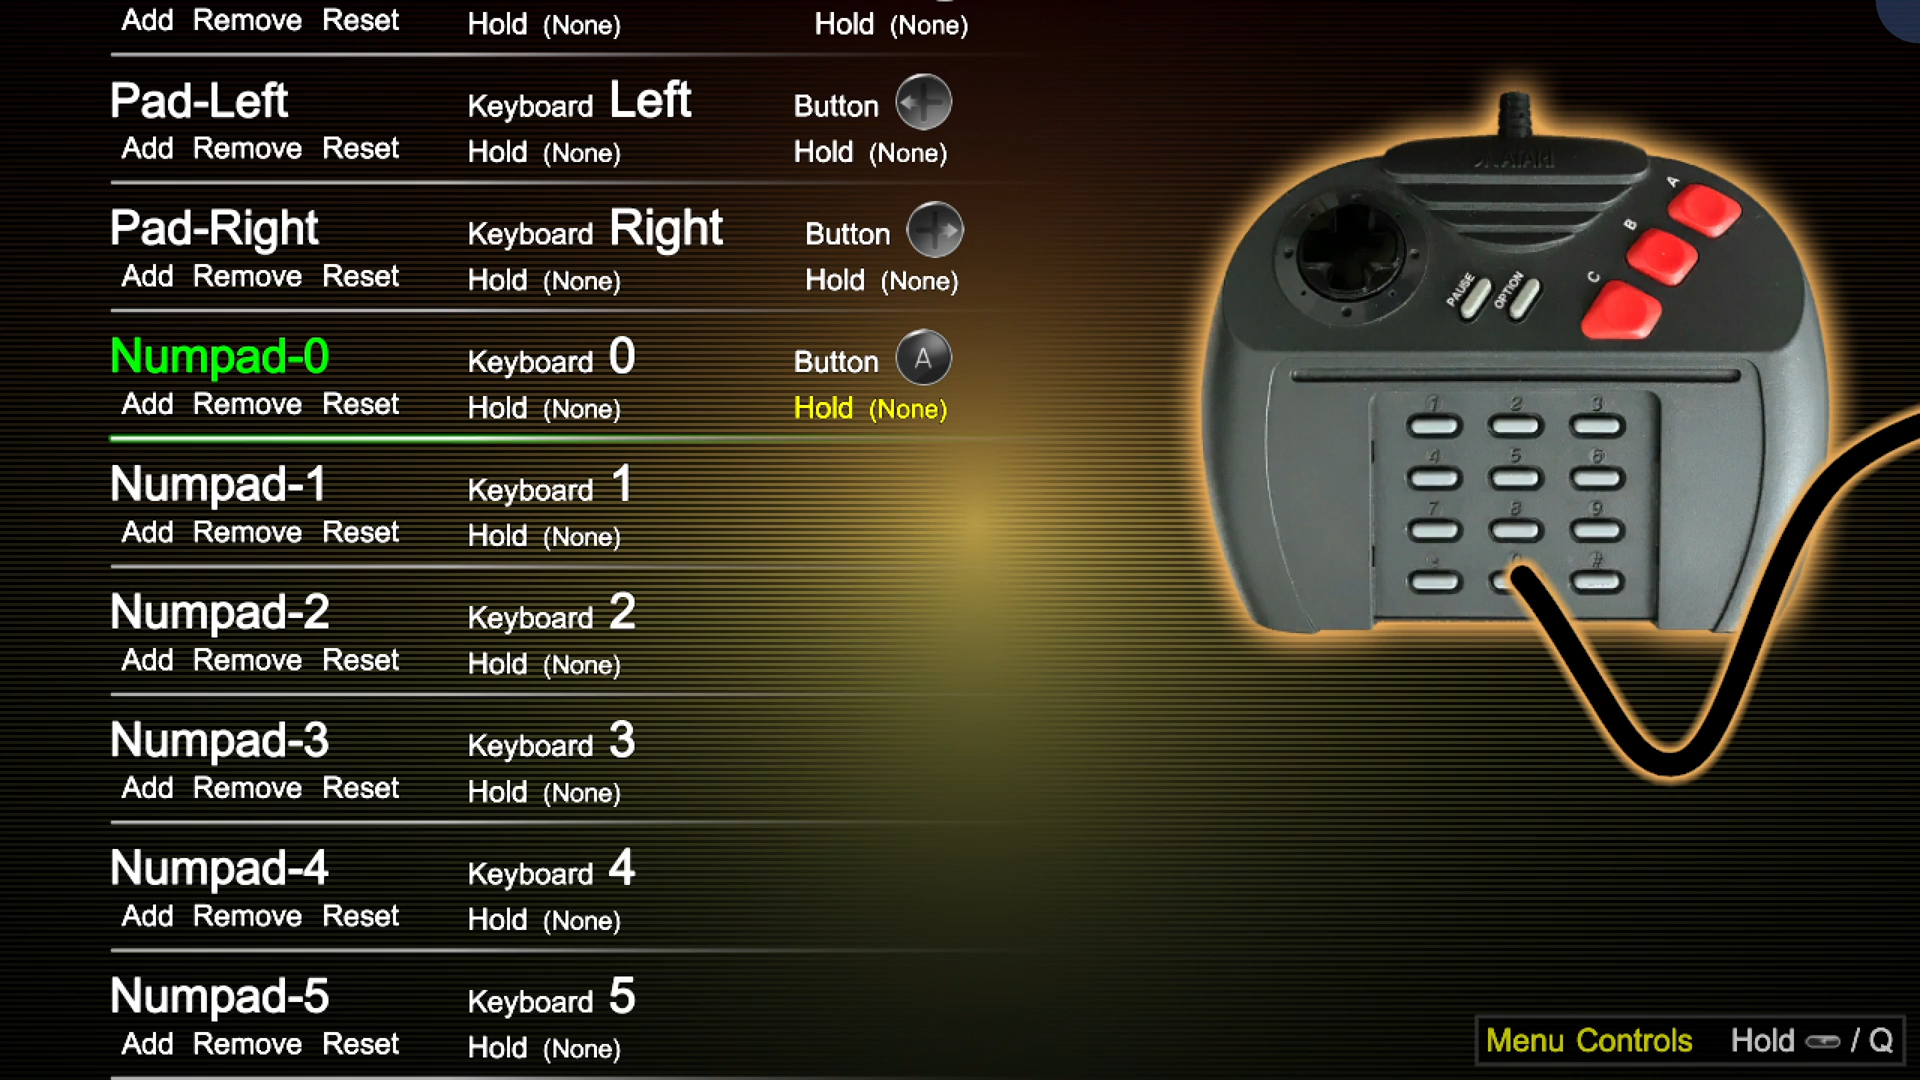 Add Remove Reset Hold (None) Hold (None)
Pad-Left Keyboard Left Button
Add Remove Reset Hold (None) Hold (None)
Pad-Right Keyboard Right Button
Add Remove Reset Hold (None) Hold (None)
Numpad-0 Keyboard 0 Button A
Add Remove Reset Hold (None) Hold (None)
Numpad-1 Keyboard 1
Add Remove Reset Hold (None)
Numpad-2 Keyboard 2
Add Remove Reset Hold (None)
Numpad-3 Keyboard 3
Add Remove Reset Hold (None)
Numpad-4 Keyboard 4
Add Remove Reset Hold (None)
Numpad-5 Keyboard 5
Add Remove Reset Hold (None)
ATARI
A
B
C
PAUSE OPTION
1 2 3
4 5 6
7 8 9
#
Menu Controls Hold / Q